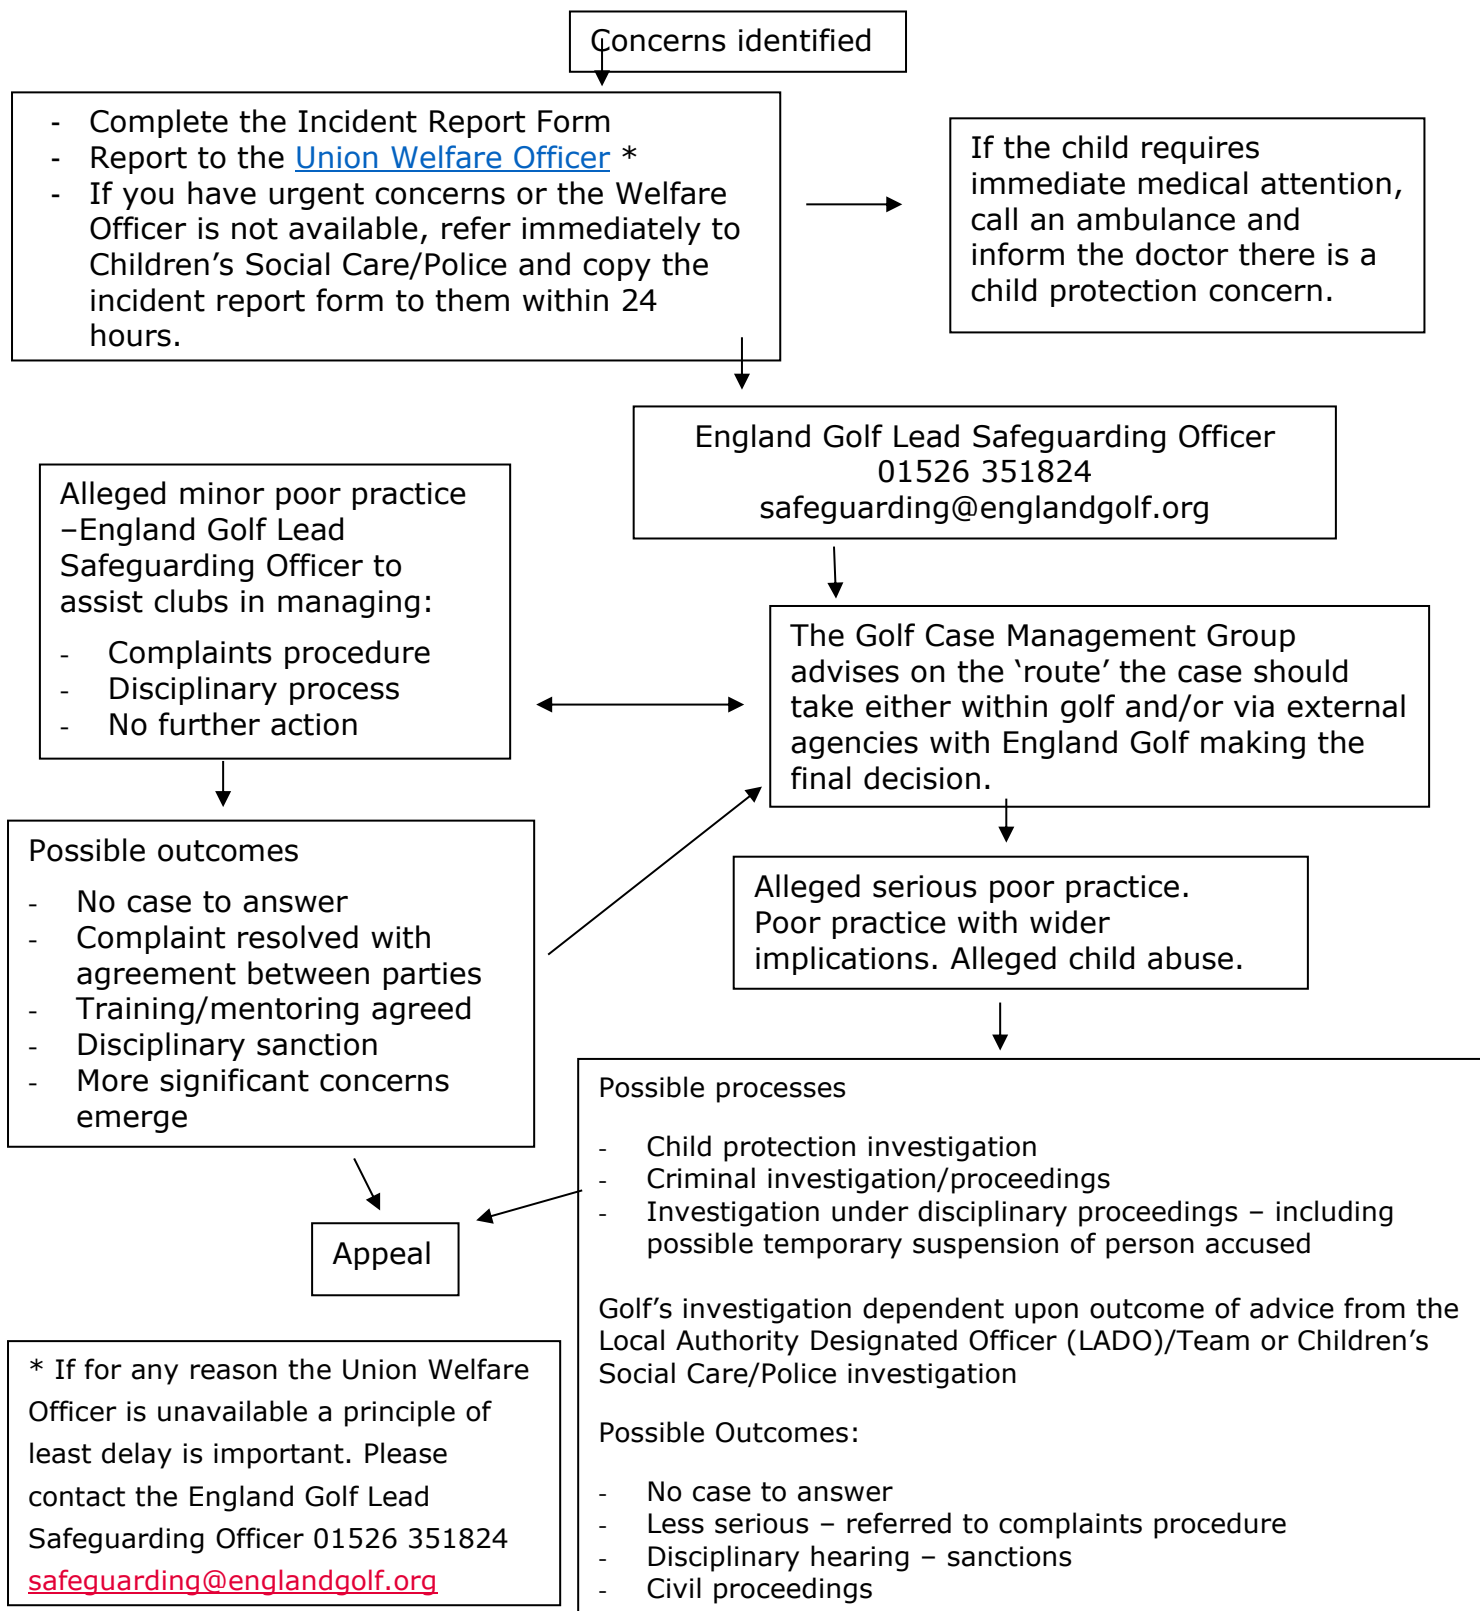 Concerns identified
- Complete the Incident Report Form
- Report to the Union Welfare Officer *
- If you have urgent concerns or the Welfare
Officer is not available, refer immediately to
Children’s Social Care/Police and copy the
incident report form to them within 24
hours.
If the child requires
immediate medical attention,
call an ambulance and
inform the doctor there is a
child protection concern.
England Golf Lead Safeguarding Officer
01526 351824
safeguarding@englandgolf.org
Alleged minor poor practice
–England Golf Lead
Safeguarding Officer to
assist clubs in managing:
- Complaints procedure
- Disciplinary process
- No further action
The Golf Case Management Group
advises on the ‘route’ the case should
take either within golf and/or via external
agencies with England Golf making the
final decision.
Possible outcomes
- No case to answer
- Complaint resolved with
agreement between parties
- Training/mentoring agreed
- Disciplinary sanction
- More significant concerns
emerge
Alleged serious poor practice.
Poor practice with wider
implications. Alleged child abuse.
Possible processes
- Child protection investigation
- Criminal investigation/proceedings
- Investigation under disciplinary proceedings – including
possible temporary suspension of person accused
Golf’s investigation dependent upon outcome of advice from the
Local Authority Designated Officer (LADO)/Team or Children’s
Social Care/Police investigation
Possible Outcomes:
- No case to answer
- Less serious – referred to complaints procedure
- Disciplinary hearing – sanctions
- Civil proceedings
Appeal
* If for any reason the Union Welfare
Officer is unavailable a principle of
least delay is important. Please
contact the England Golf Lead
Safeguarding Officer 01526 351824
safeguarding@englandgolf.org